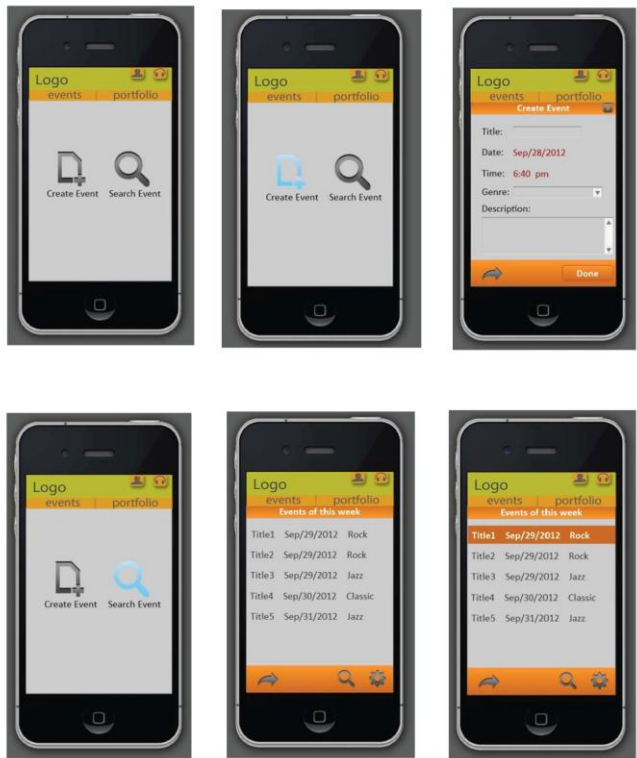 Logo
events | portfolio
Create Event Search Event
Logo
events | portfolio
Create Event Search Event
Logo
events | portfolio
Create Event
Title:
Date: Sep/28/2012
Time: 6:40 pm
Genre:
Description:
Done
Logo
events | portfolio
Create Event Search Event
Logo
events | portfolio
Events of this week
Title1 Sep/29/2012 Rock
Title2 Sep/29/2012 Rock
Title3 Sep/29/2012 Jazz
Title4 Sep/30/2012 Classic
Title5 Sep/31/2012 Jazz
Logo
events | portfolio
Events of this week
Title1 Sep/29/2012 Rock
Title2 Sep/29/2012 Rock
Title3 Sep/29/2012 Jazz
Title4 Sep/30/2012 Classic
Title5 Sep/31/2012 Jazz